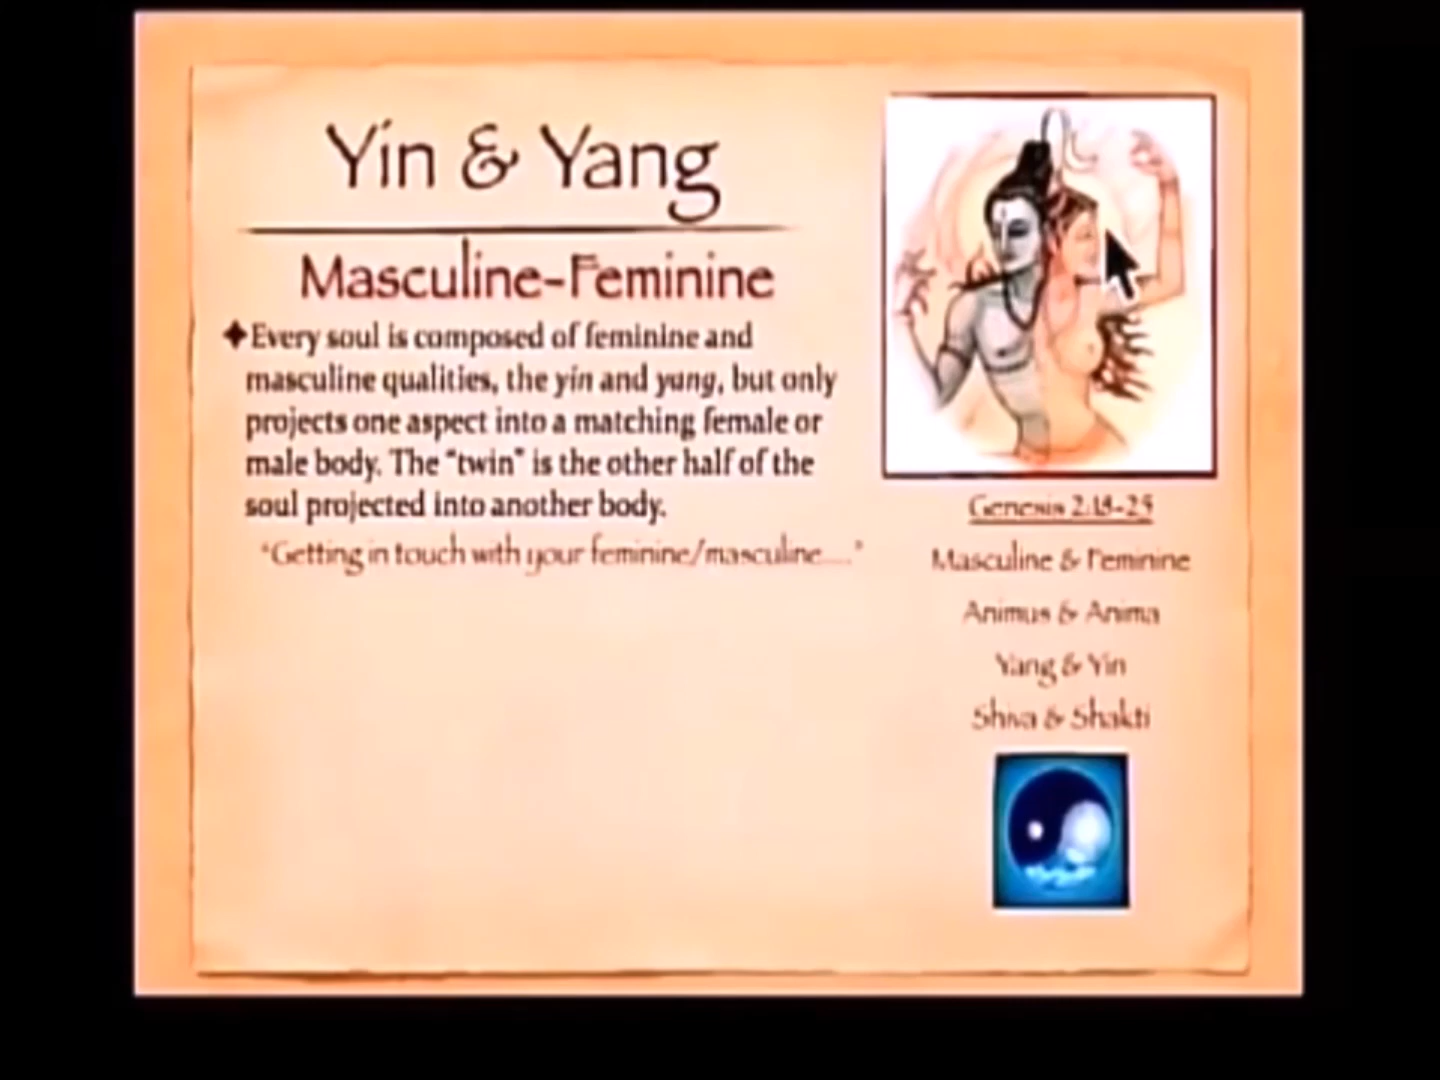 Yin & Yang
Masculine-Feminine
✦Every soul is composed of feminine and
masculine qualities, the yin and yang, but only
projects one aspect into a matching female or
male body. The "twin" is the other half of the
soul projected into another body.
"Getting in touch with your feminine/masculine...."
Genesis 2:18-25
Masculine & Feminine
Animus & Anima
Yang & Yin
Shiva & Shakti